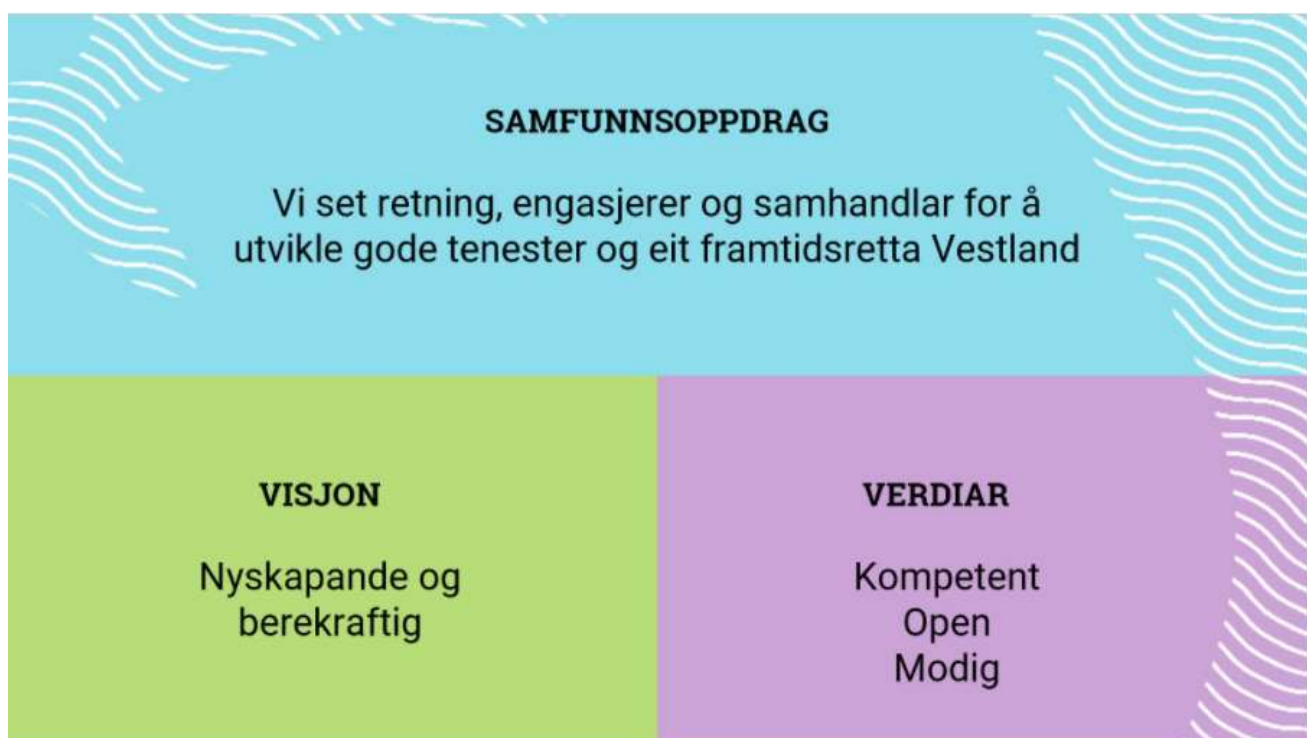 SAMFUNNSOPPDRAG
Vi set retning, engasjerer og samhandlar for å
utvikle gode tenester og eit framtidsretta Vestland
VISJON
Nyskapande og
berekraftig
VERDIAR
Kompetent
Open
Modig